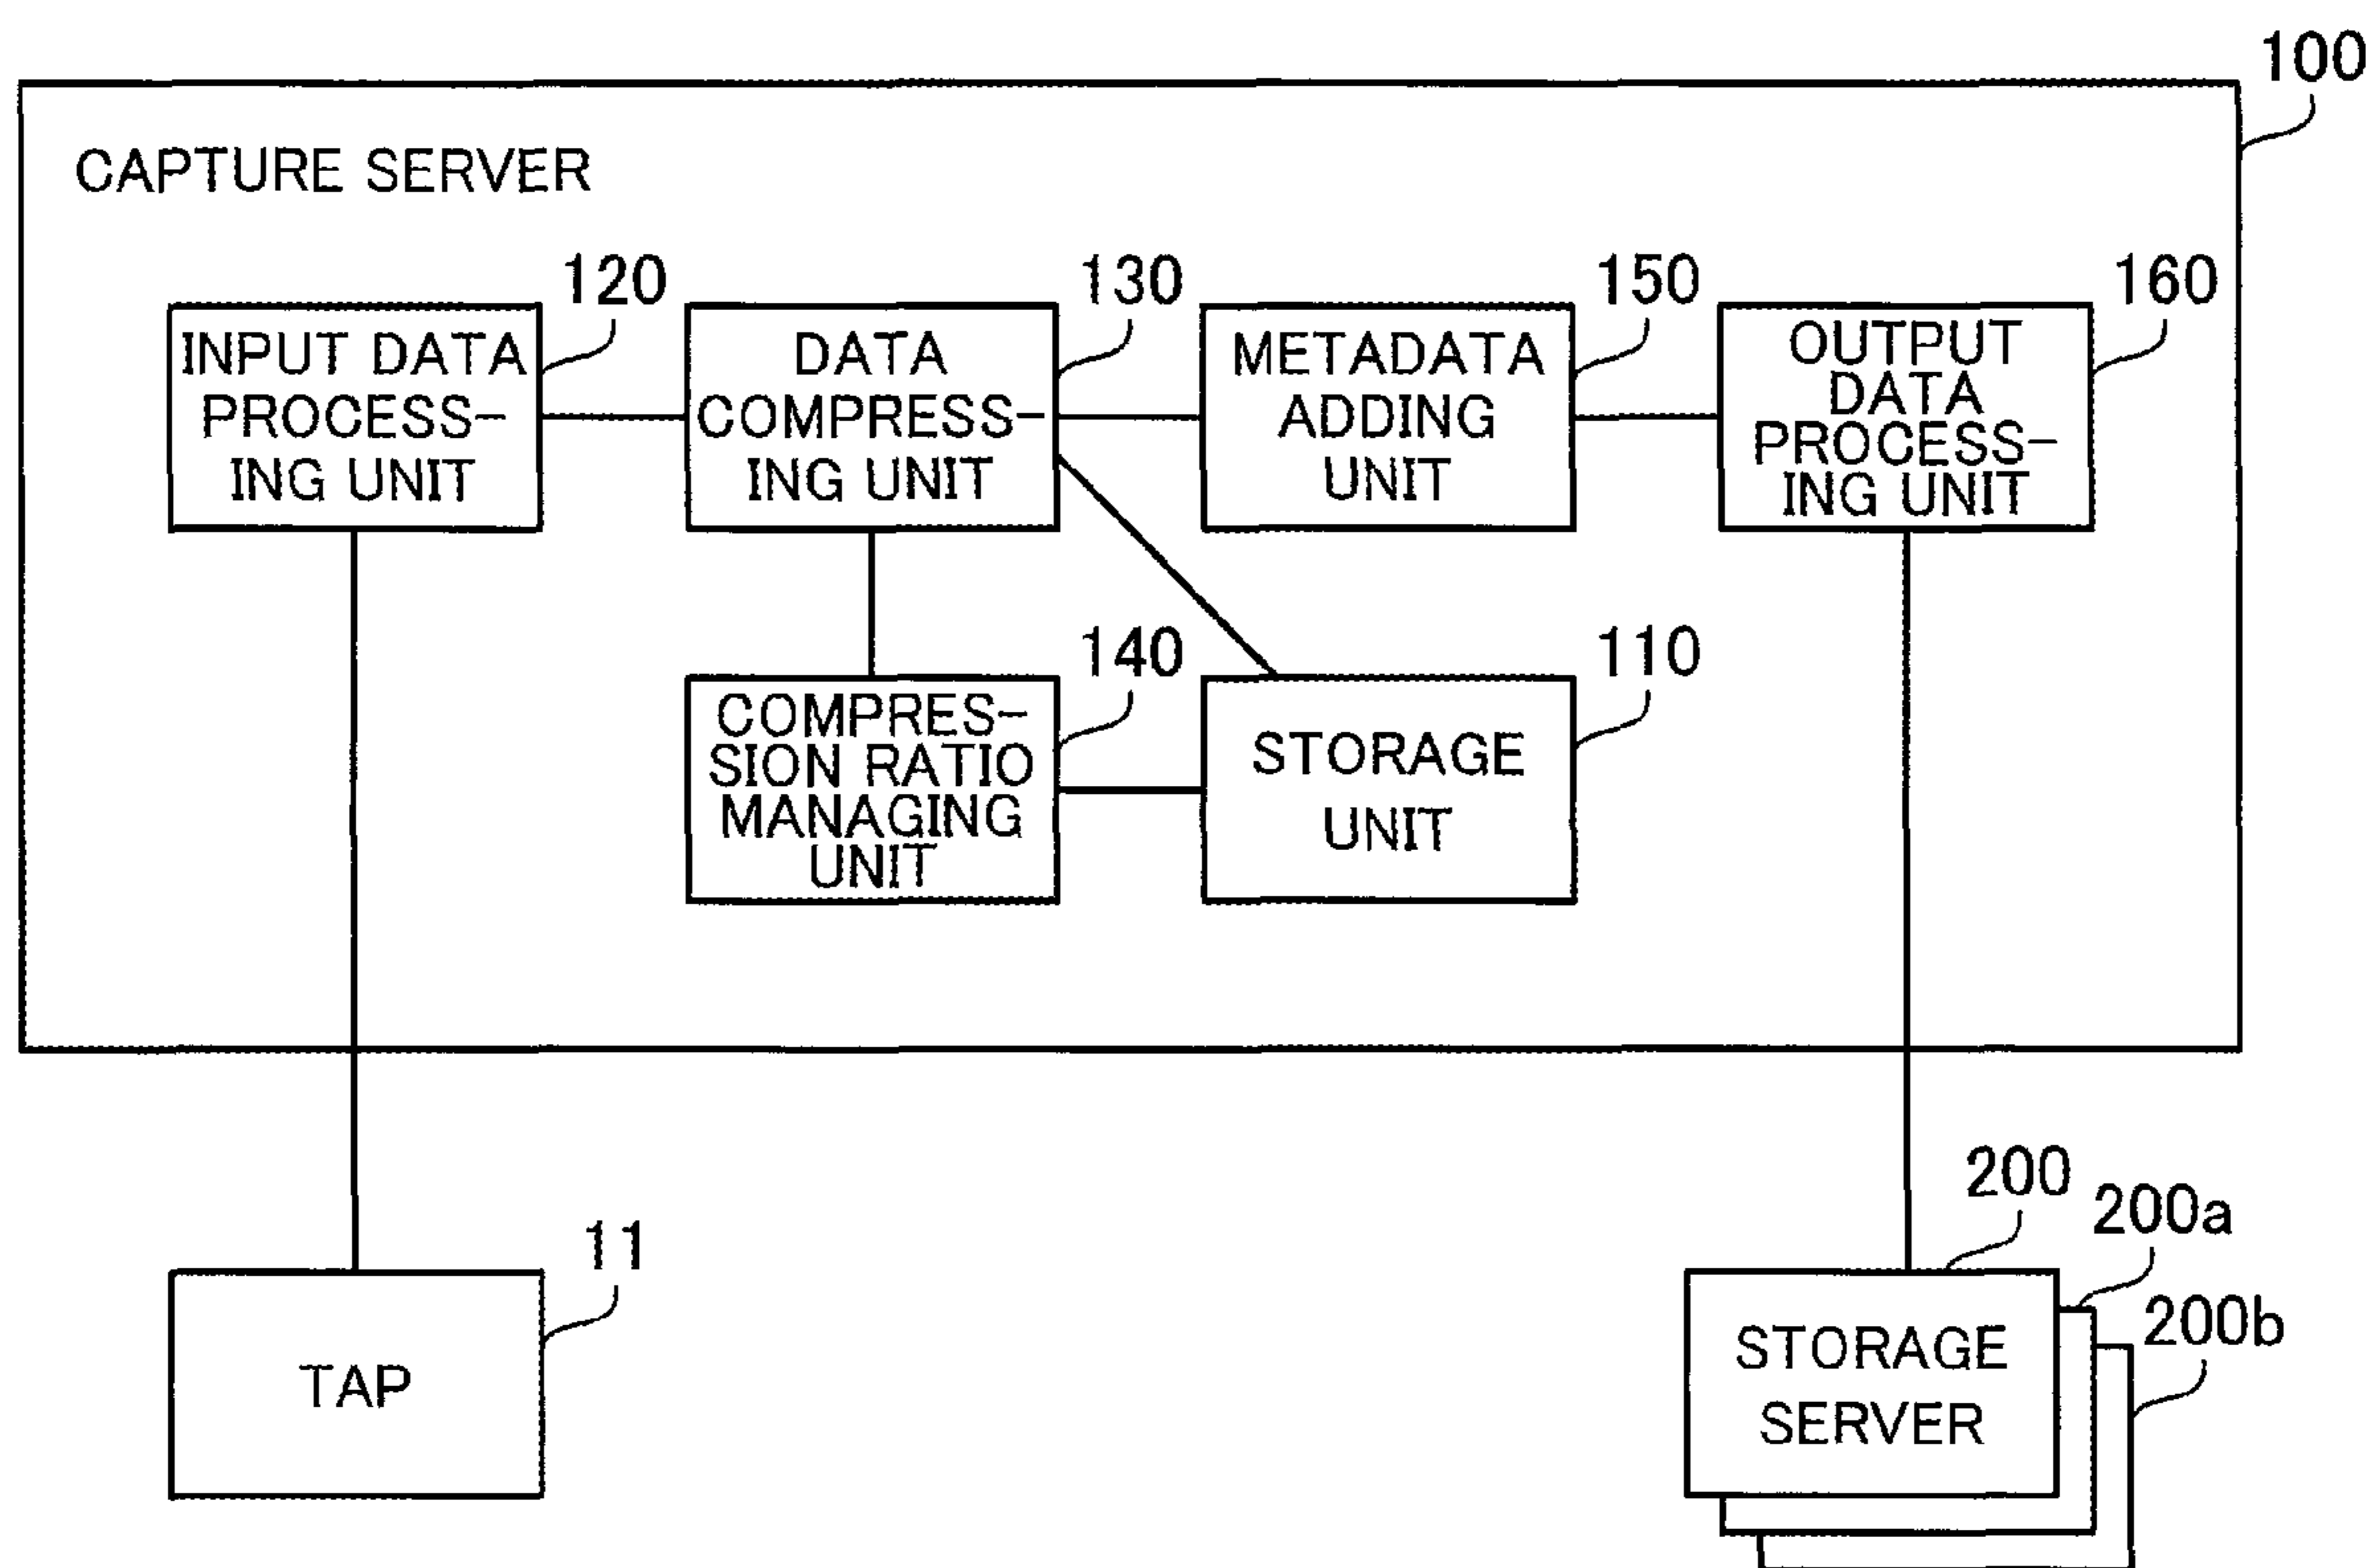 100
CAPTURE SERVER
120
130
150
160
INPUT DATA
PROCESS-
ING UNIT
DATA
COMPRESS-
ING UNIT
METADATA
ADDING
UNIT
OUTPUT
DATA
PROCESS-
ING UNIT
140
110
COMPRES-
SION RATIO
MANAGING
UNIT
STORAGE
UNIT
11
TAP
200
200a
200b
STORAGE
SERVER